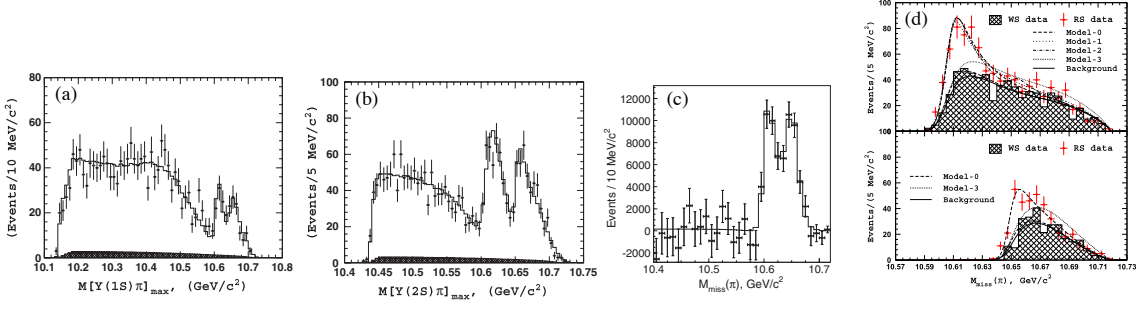 (a)
(Events/10 MeV/c²)
80
60
40
20
0
10.1 10.2 10.3 10.4 10.5 10.6 10.7 10.8
M[Υ(1S)π]max, (GeV/c²)
(b)
(Events/5 MeV/c²)
100
80
60
40
20
0
10.4 10.45 10.5 10.55 10.6 10.65 10.7 10.75
M[Υ(2S)π]max, (GeV/c²)
(c)
Events / 10 MeV/c²
12000
10000
8000
6000
4000
2000
0
-2000
10.4 10.5 10.6 10.7
Mmiss(π), GeV/c²
(d)
WS data RS data
Model-0
Model-1
Model-2
Model-3
Background
Events/(5 MeV/c²)
100
80
60
40
20
WS data RS data
Model-0
Model-3
Background
Events/(5 MeV/c²)
80
60
40
20
0
10.57 10.59 10.61 10.63 10.65 10.67 10.69 10.71 10.73
Mmiss(π), GeV/c²